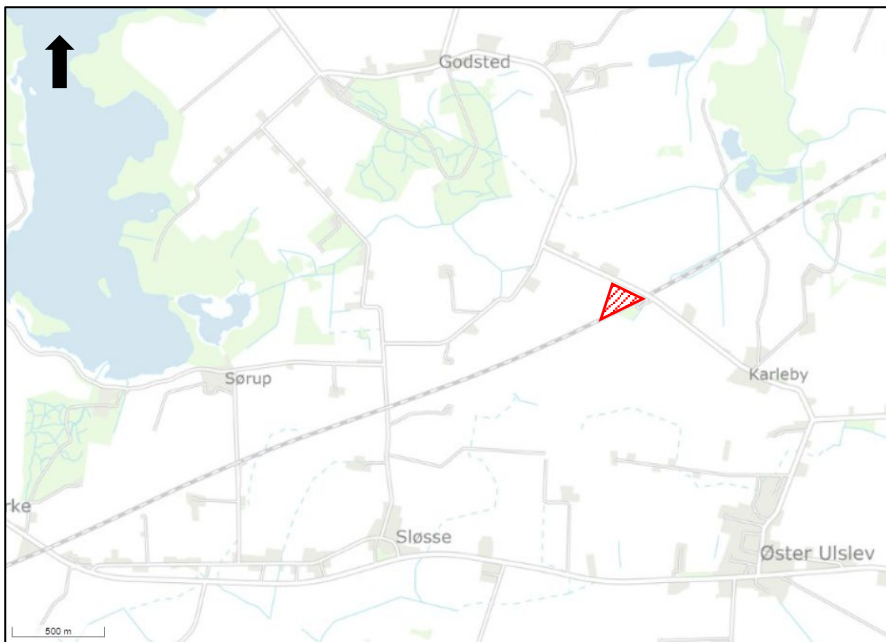 Godsted
Sørup
Karleby
rke
Sløsse
Øster Ulslev
500 m